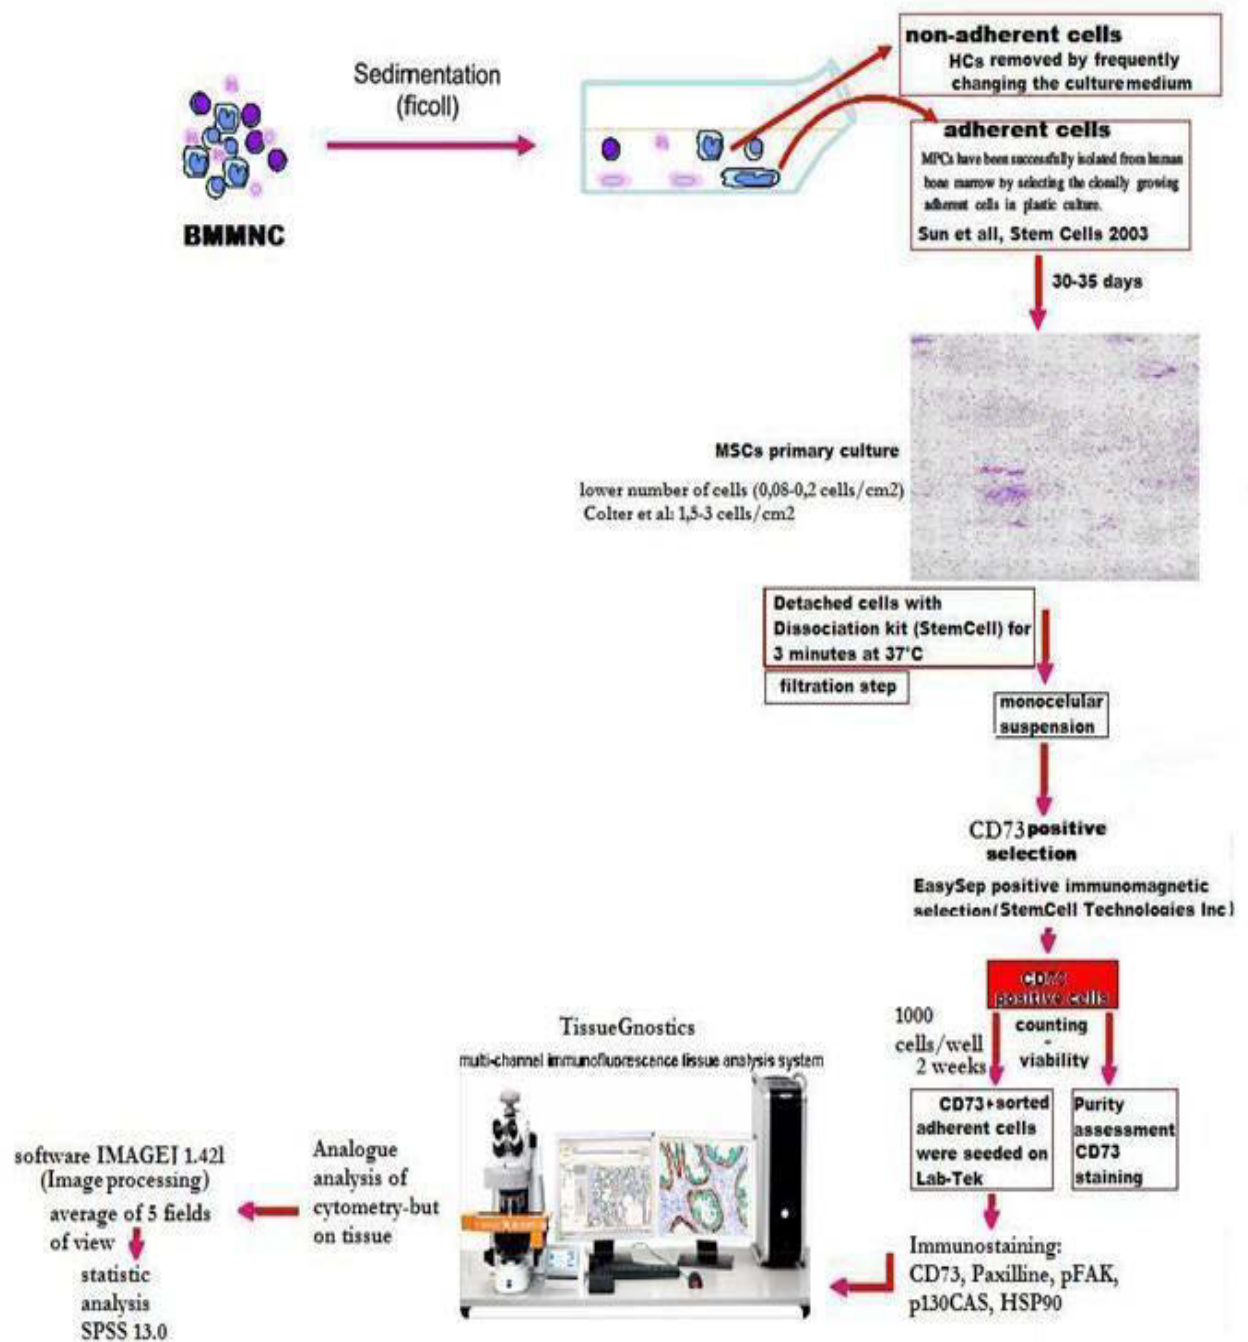 Sedimentation
(ficoll)
BMMNC
non-adherent cells
HCs removed by frequently
changing the culture medium
adherent cells
MPCs have been successfully isolated from human
bone marrow by selecting the clonally growing
adherent cells in plastic culture.
Sun et all, Stem Cells 2003
30-35 days
MSCs primary culture
lower number of cells (0,08-0,2 cells/cm2)
Colter et al: 1,5-3 cells/cm2
Detached cells with
Dissociation kit (StemCell) for
3 minutes at 37°C
filtration step
monocelular
suspension
CD73 positive
selection
EasySep positive immunomagnetic
selection(StemCell Technologies Inc)
CD73
positive cells
1000
cells/well
2 weeks
counting
-
viability
CD73+sorted
adherent cells
were seeded on
Lab-Tek
Purity
assessment
CD73
staining
Immunostaining:
CD73, Paxilline, pFAK,
p130CAS, HSP90
TissueGnostics
multi-channel immunofluorescence tissue analysis system
Analogue
analysis of
cytometry-but
on tissue
software IMAGEJ 1.42l
(Image processing)
average of 5 fields
of view
statistic
analysis
SPSS 13.0